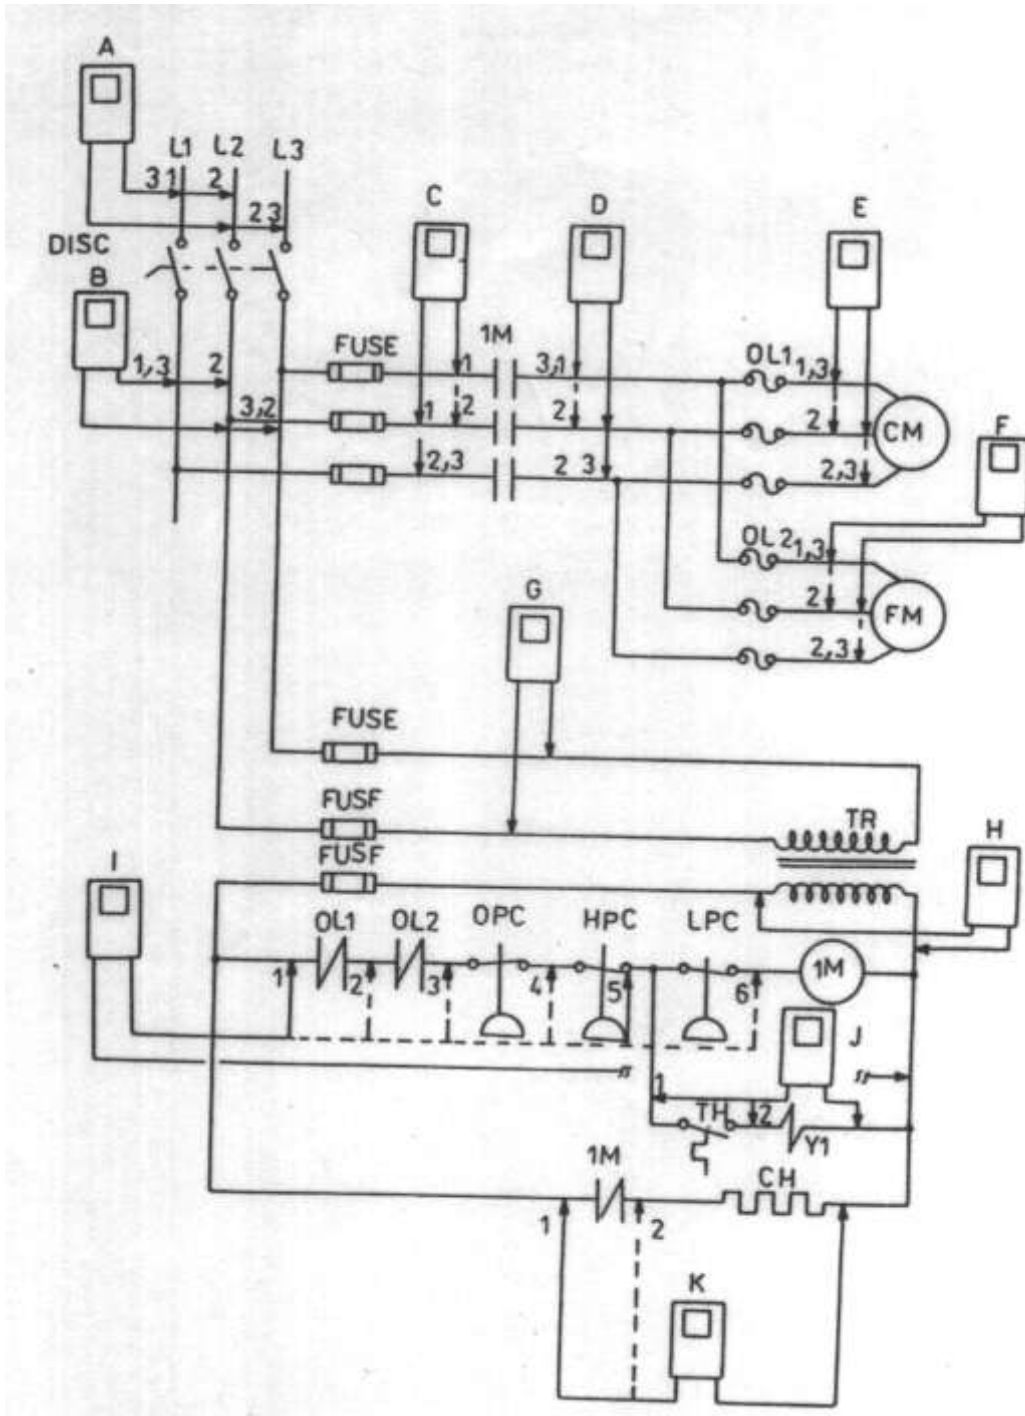 A
L1 L2 L3
3 1 2
2 3
DISC
B
C
D
E
1,3 2
3,2
FUSE
1M
1
1 2
2,3
3,1
2
2 3
OL1 1,3
2
2,3
CM
F
OL2 1,3
2
2,3
FM
G
FUSE
FUSF
FUSF
TR
H
I
OL1 OL2 OPC HPC LPC
1 2 3 4 5 6
1M
J
1
TH 2
Y1
1M
CH
1 2
K